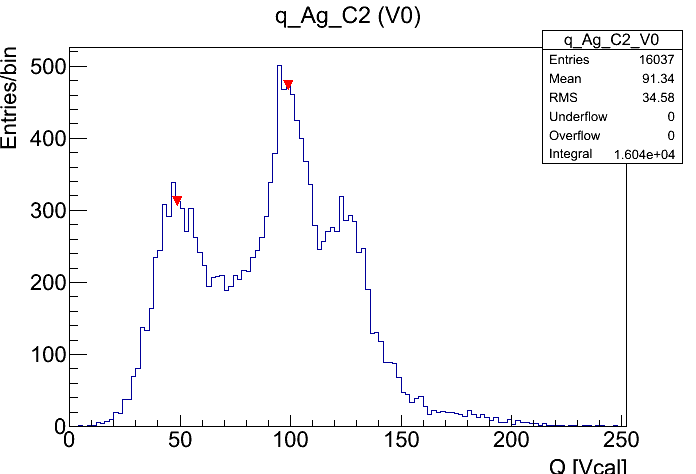 q_Ag_C2 (V0)
q_Ag_C2_V0
Entries 16037
Mean 91.34
RMS 34.58
Underflow 0
Overflow 0
Integral 1.604e+04
Entries/bin
500
400
300
200
100
0
0 50 100 150 200 250
Q [Vcal]